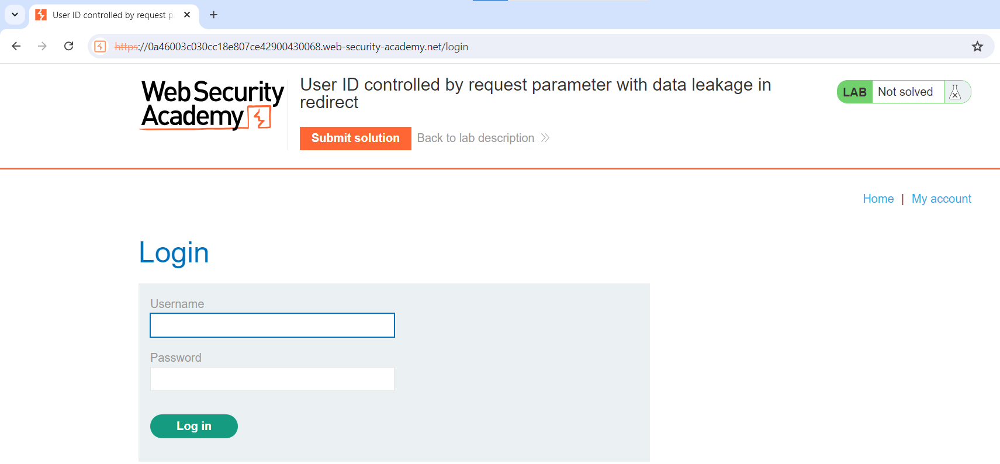 User ID controlled by request p
https://0a46003c030cc18e807ce42900430068.web-security-academy.net/login
Web Security
Academy
User ID controlled by request parameter with data leakage in
redirect
LAB Not solved
Submit solution Back to lab description
Home | My account
Login
Username
Password
Log in